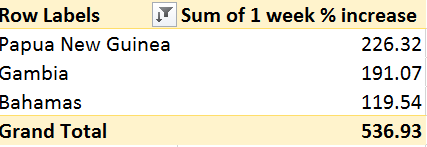 Row Labels Sum of 1 week % increase
Papua New Guinea 226.32
Gambia 191.07
Bahamas 119.54
Grand Total 536.93